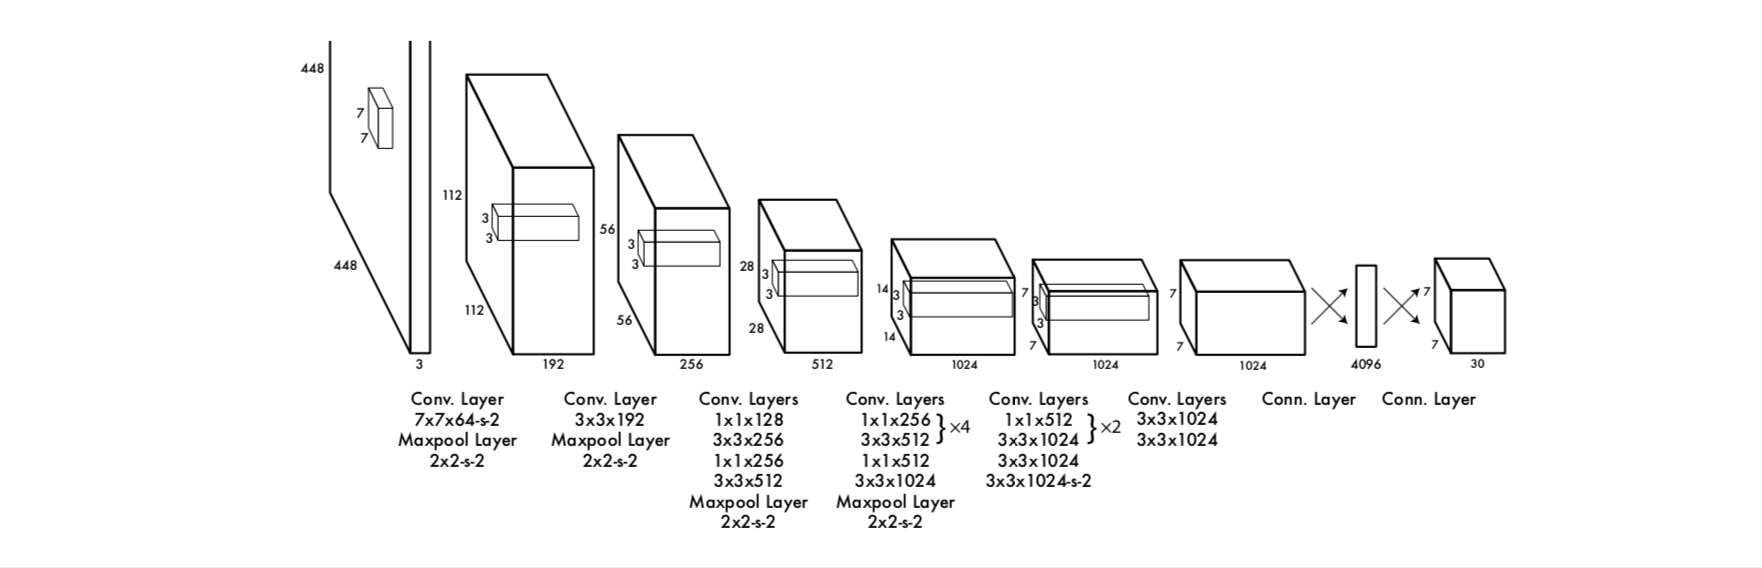 448
7
7
448
3
112
3
3
112
192
56
3
3
56
256
28
3
3
28
512
14
3
3
14
1024
7
3
3
7
1024
7
7
1024
4096
7
7
30
Conv. Layer
7x7x64-s-2
Maxpool Layer
2x2-s-2
Conv. Layer
3x3x192
Maxpool Layer
2x2-s-2
Conv. Layers
1x1x128
3x3x256
1x1x256
3x3x512
Maxpool Layer
2x2-s-2
Conv. Layers
1x1x256
3x3x512 } ×4
1x1x512
3x3x1024
Maxpool Layer
2x2-s-2
Conv. Layers
1x1x512
3x3x1024 } ×2
3x3x1024
3x3x1024-s-2
Conv. Layers
3x3x1024
3x3x1024
Conn. Layer
Conn. Layer